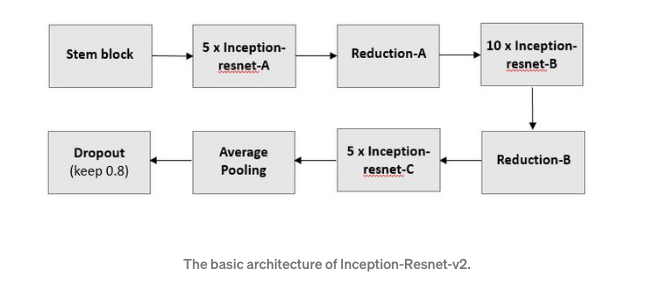 Stem block
5 x Inception-
resnet-A
Reduction-A
10 x Inception-
resnet-B
Dropout
(keep 0.8)
Average
Pooling
5 x Inception-
resnet-C
Reduction-B
The basic architecture of Inception-Resnet-v2.